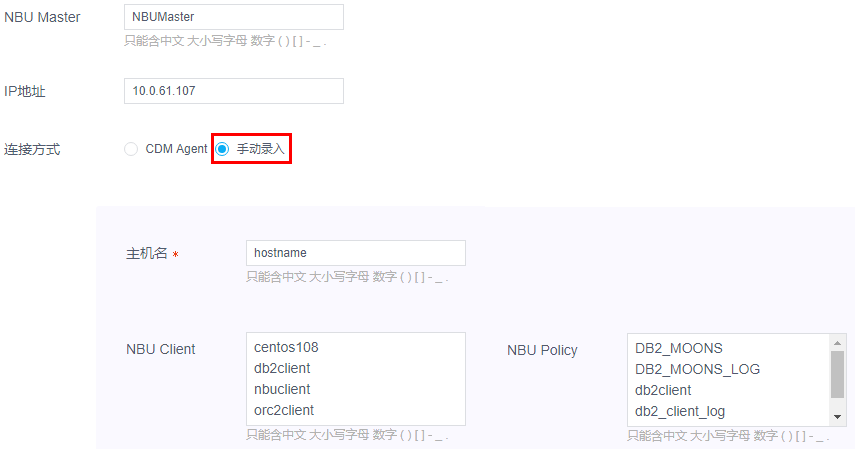 NBU Master
NBUMaster
只能含中文 大小写字母 数字 ( ) [ ] - _ .
IP地址
10.0.61.107
连接方式
CDM Agent 手动录入
主机名 *
hostname
只能含中文 大小写字母 数字 ( ) [ ] - _ .
NBU Client
centos108
db2client
nbuclient
orc2client
只能含中文 大小写字母 数字 ( ) [ ] - _ .
NBU Policy
DB2_MOONS
DB2_MOONS_LOG
db2client
db2_client_log
只能含中文 大小写字母 数字 ( ) [ ] - _ .